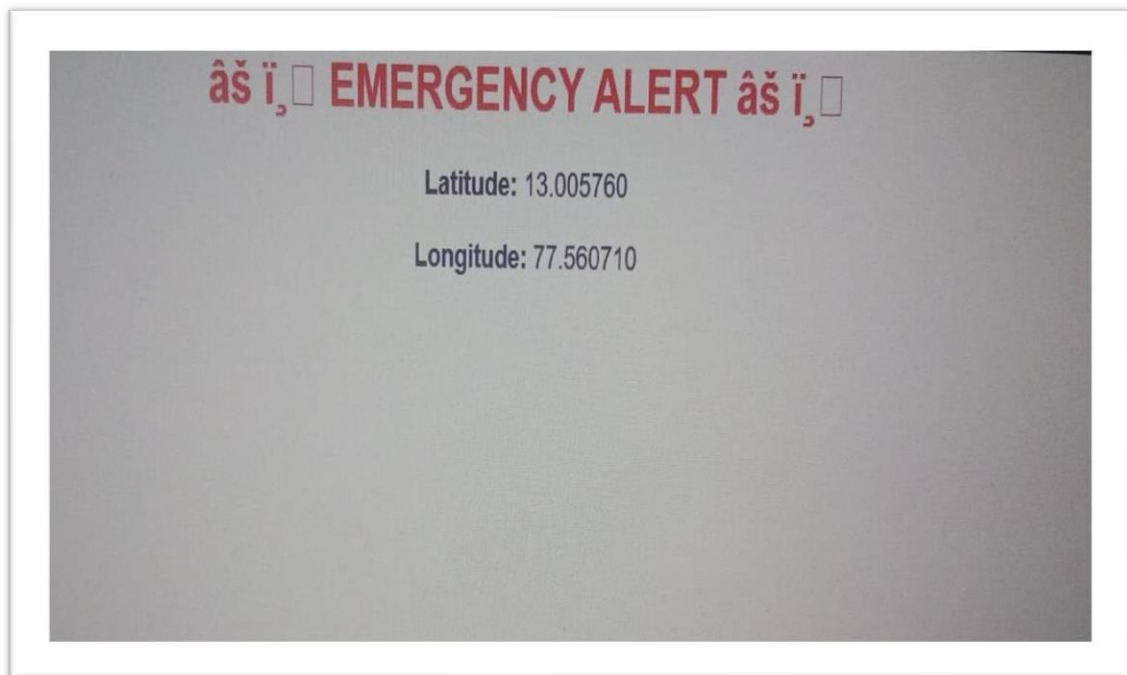 âš ï¸□ EMERGENCY ALERT âš ï¸□
Latitude: 13.005760
Longitude: 77.560710